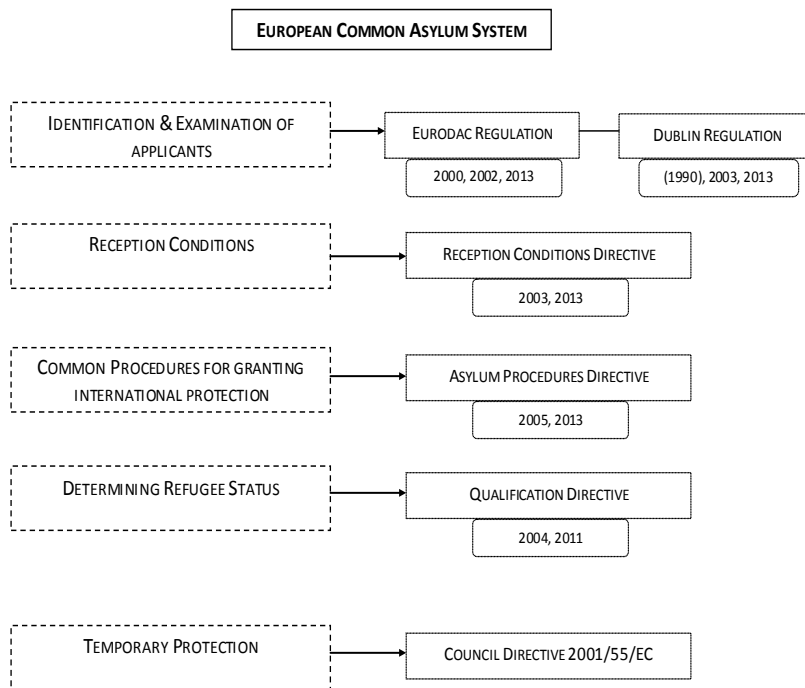 EUROPEAN COMMON ASYLUM SYSTEM
IDENTIFICATION & EXAMINATION OF
APPLICANTS
EURODAC REGULATION
2000, 2002, 2013
DUBLIN REGULATION
(1990), 2003, 2013
RECEPTION CONDITIONS
RECEPTION CONDITIONS DIRECTIVE
2003, 2013
COMMON PROCEDURES FOR GRANTING
INTERNATIONAL PROTECTION
ASYLUM PROCEDURES DIRECTIVE
2005, 2013
DETERMINING REFUGEE STATUS
QUALIFICATION DIRECTIVE
2004, 2011
TEMPORARY PROTECTION
COUNCIL DIRECTIVE 2001/55/EC